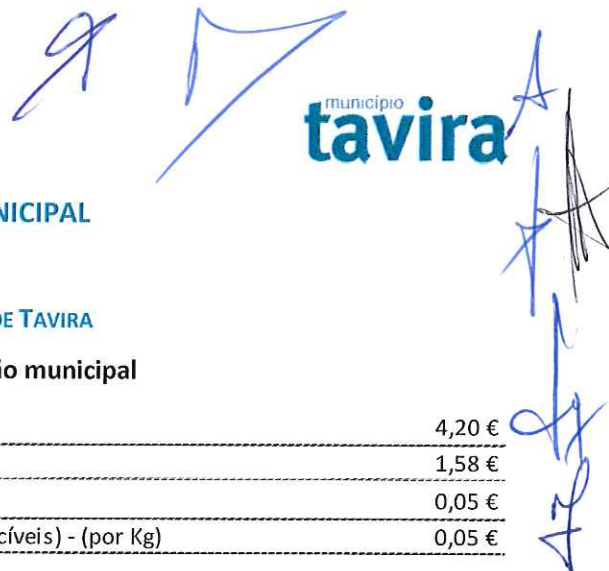 município
tavira
NICIPAL
DE TAVIRA
io municipal
4,20 €
1,58 €
0,05 €
cíveis) - (por Kg) 0,05 €